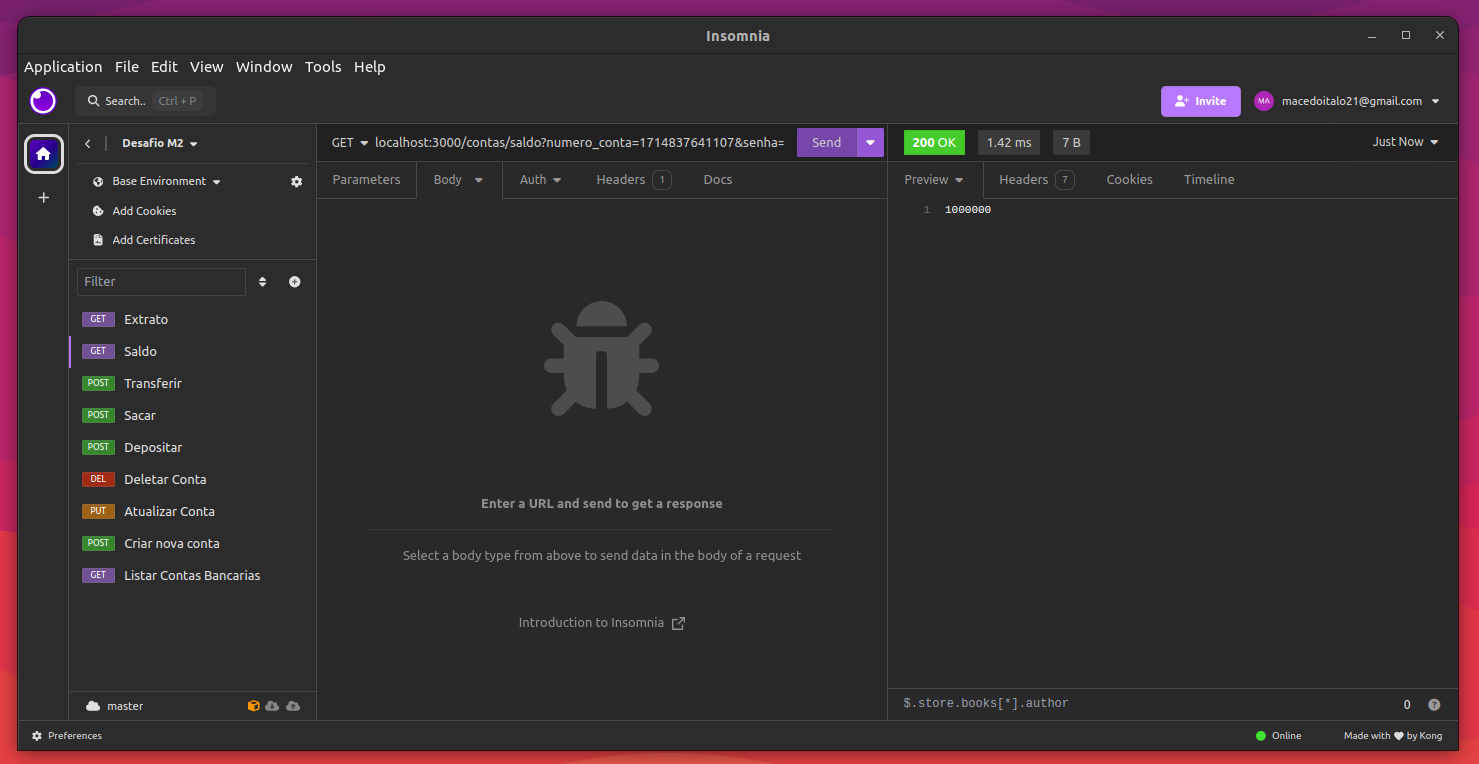 Insomnia
Application File Edit View Window Tools Help
Search.. Ctrl + P
Invite
MA macedoitalo21@gmail.com
Desafio M2
GET localhost:3000/contas/saldo?numero_conta=1714837641107&senha=
Send
200 OK 1.42 ms 7 B
Just Now
Base Environment
Add Cookies
Add Certificates
Parameters Body Auth Headers 1 Docs
Preview Headers 7 Cookies Timeline
1 1000000
Filter
GET Extrato
GET Saldo
POST Transferir
POST Sacar
POST Depositar
DEL Deletar Conta
PUT Atualizar Conta
POST Criar nova conta
GET Listar Contas Bancarias
Enter a URL and send to get a response
Select a body type from above to send data in the body of a request
Introduction to Insomnia
master
$.store.books[*].author
0 ?
Preferences
Online
Made with ♥ by Kong